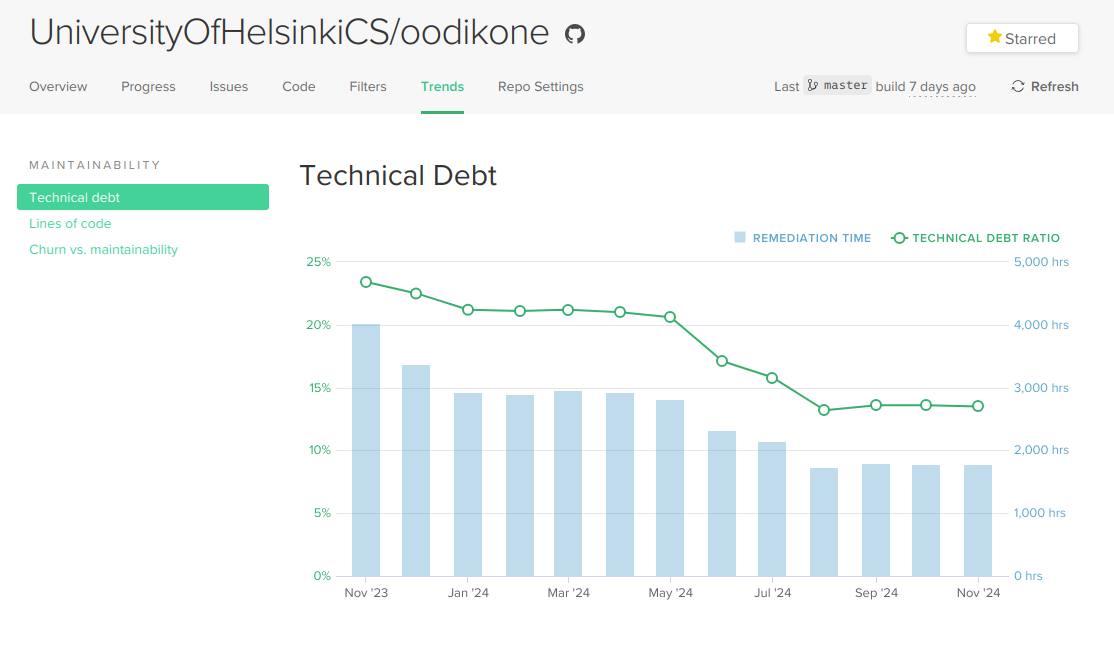 UniversityOfHelsinkiCS/oodikone
Starred
Overview Progress Issues Code Filters Trends Repo Settings Last master build 7 days ago Refresh
MAINTAINABILITY
Technical debt
Lines of code
Churn vs. maintainability
Technical Debt
REMEDIATION TIME TECHNICAL DEBT RATIO
25% 5,000 hrs
20% 4,000 hrs
15% 3,000 hrs
10% 2,000 hrs
5% 1,000 hrs
0% 0 hrs
Nov '23 Jan '24 Mar '24 May '24 Jul '24 Sep '24 Nov '24